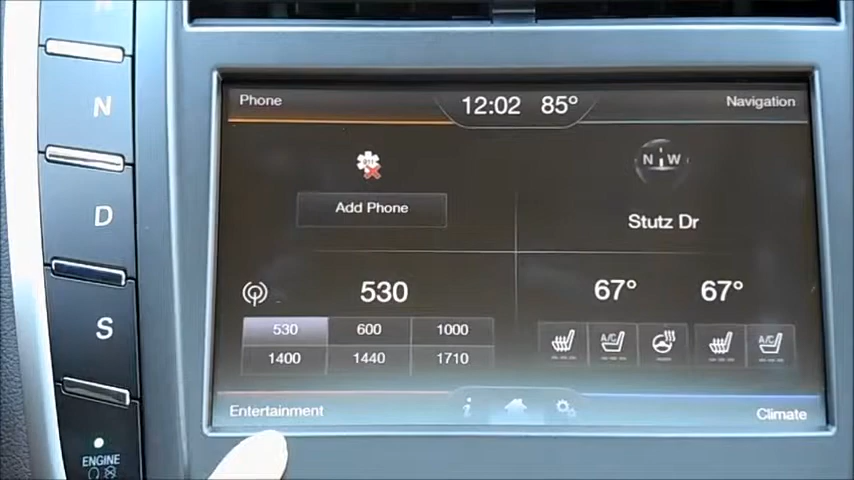 R
N
D
S
ENGINE
Phone
12:02 85°
Navigation
911
Add Phone
N W
Stutz Dr
530
530 600 1000
1400 1440 1710
67° 67°
A/C A/C
Entertainment
i
Climate